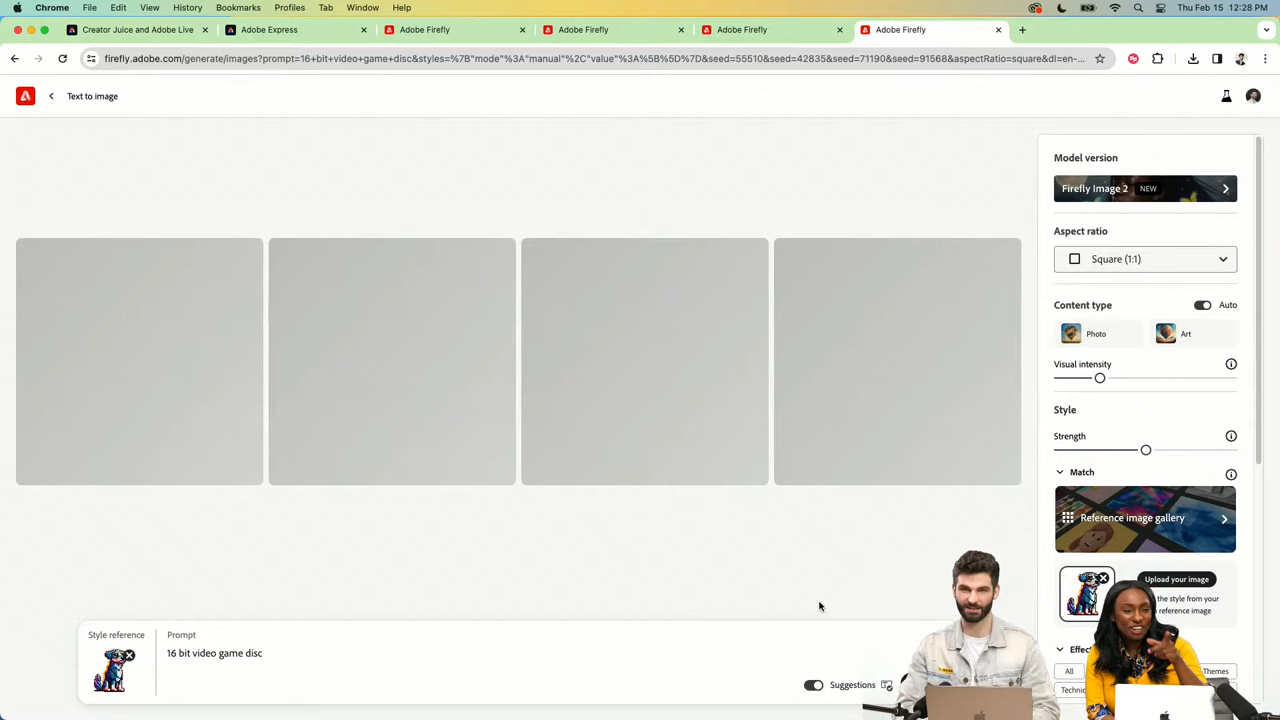 Chrome File Edit View History Bookmarks Profiles Tab Window Help Thu Feb 15 12:28 PM
Creator Juice and Adobe Live Adobe Express Adobe Firefly Adobe Firefly Adobe Firefly Adobe Firefly
firefly.adobe.com/generate/images?prompt=16+bit+video+game+disc&styles=%7B"mode"%3A"manual"%2C"value"%3A%5B%5D%7D&seed=55510&seed=42835&seed=71190&seed=91568&aspectRatio=square&dl=en-...
Text to image
Model version
Firefly Image 2 NEW
Aspect ratio
Square (1:1)
Content type Auto
Photo Art
Visual intensity
Style
Strength
Match
Reference image gallery
Upload your image
the style from your
reference image
All Themes
Style reference Prompt
16 bit video game disc
Suggestions